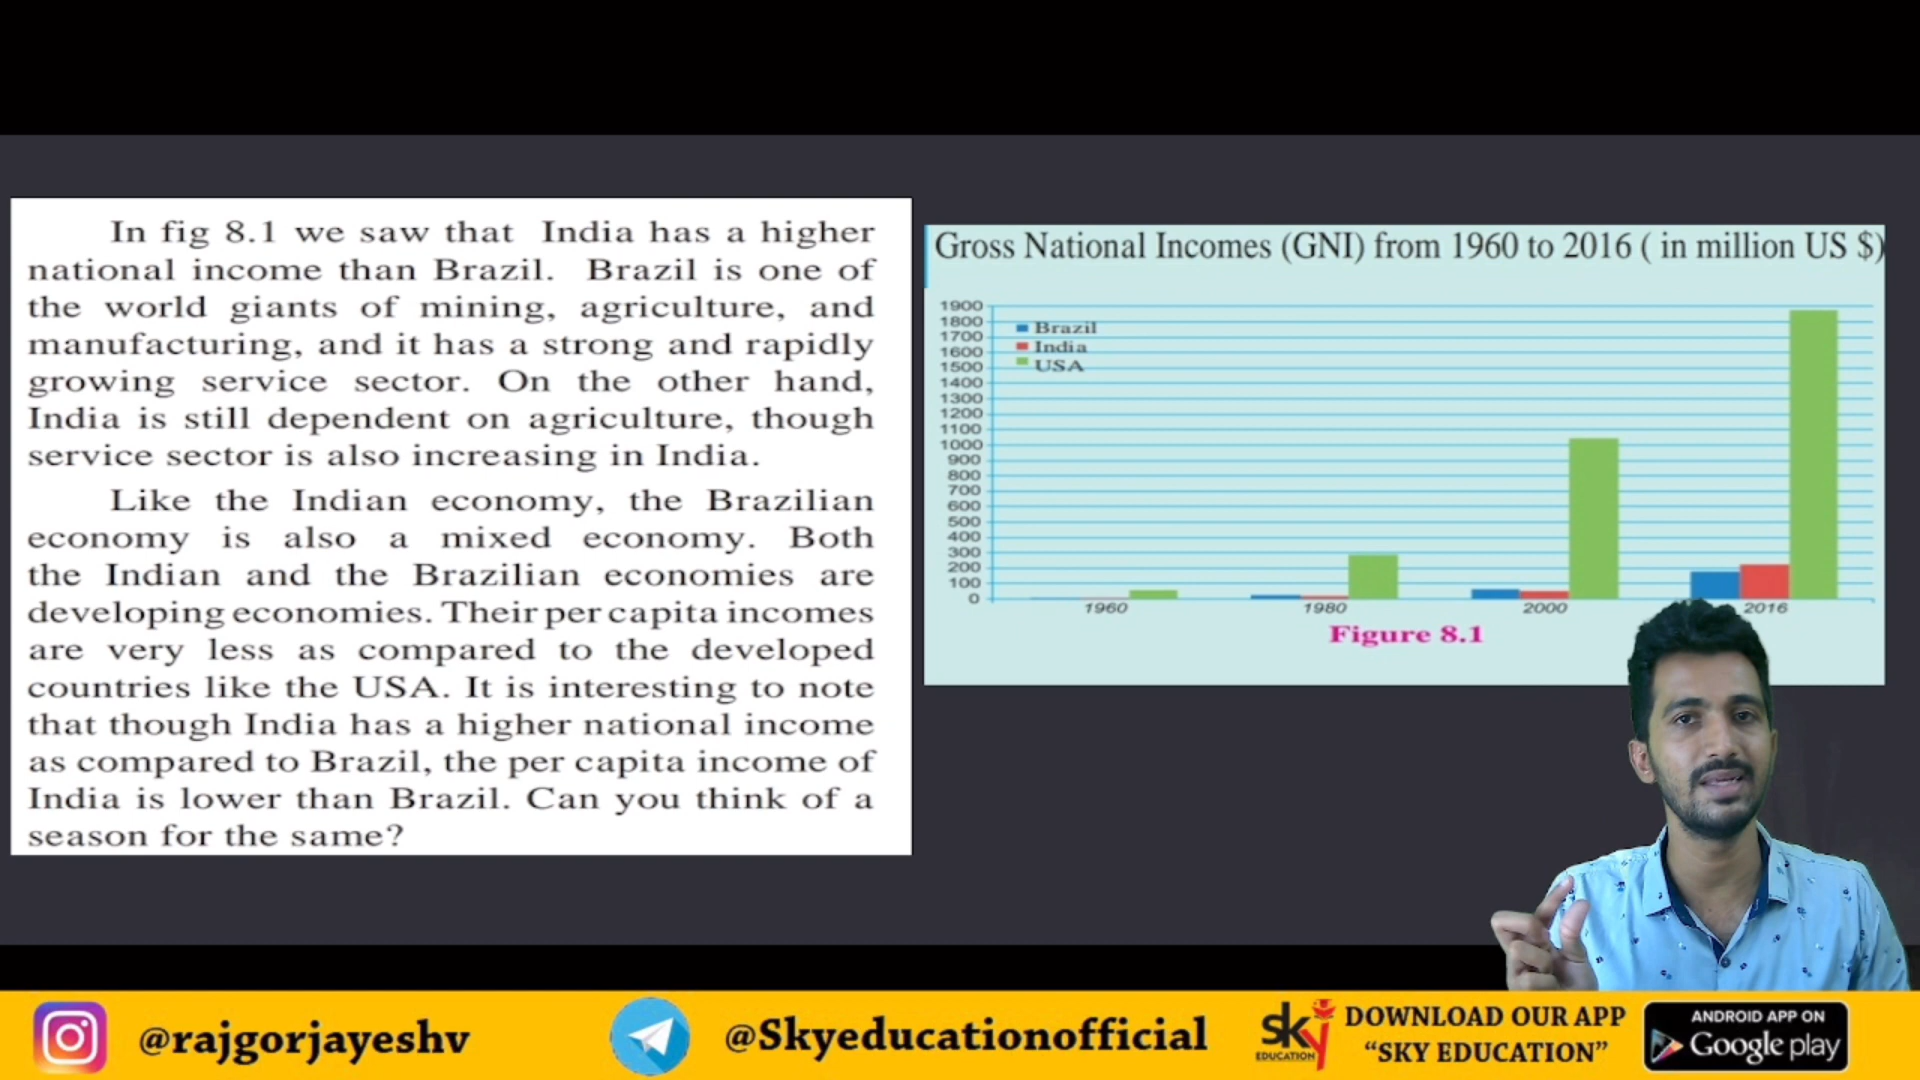 In fig 8.1 we saw that India has a higher
national income than Brazil. Brazil is one of
the world giants of mining, agriculture, and
manufacturing, and it has a strong and rapidly
growing service sector. On the other hand,
India is still dependent on agriculture, though
service sector is also increasing in India.
Like the Indian economy, the Brazilian
economy is also a mixed economy. Both
the Indian and the Brazilian economies are
developing economies. Their per capita incomes
are very less as compared to the developed
countries like the USA. It is interesting to note
that though India has a higher national income
as compared to Brazil, the per capita income of
India is lower than Brazil. Can you think of a
season for the same?
Gross National Incomes (GNI) from 1960 to 2016 ( in million US $)
1900
1800
1700
1600
1500
1400
1300
1200
1100
1000
900
800
700
600
500
400
300
200
100
0
Brazil
India
USA
1960 1980 2000 2016
Figure 8.1
@rajgorjayeshv
@Skyeducationofficial
sky
EDUCATION
DOWNLOAD OUR APP
“SKY EDUCATION”
ANDROID APP ON
Google play